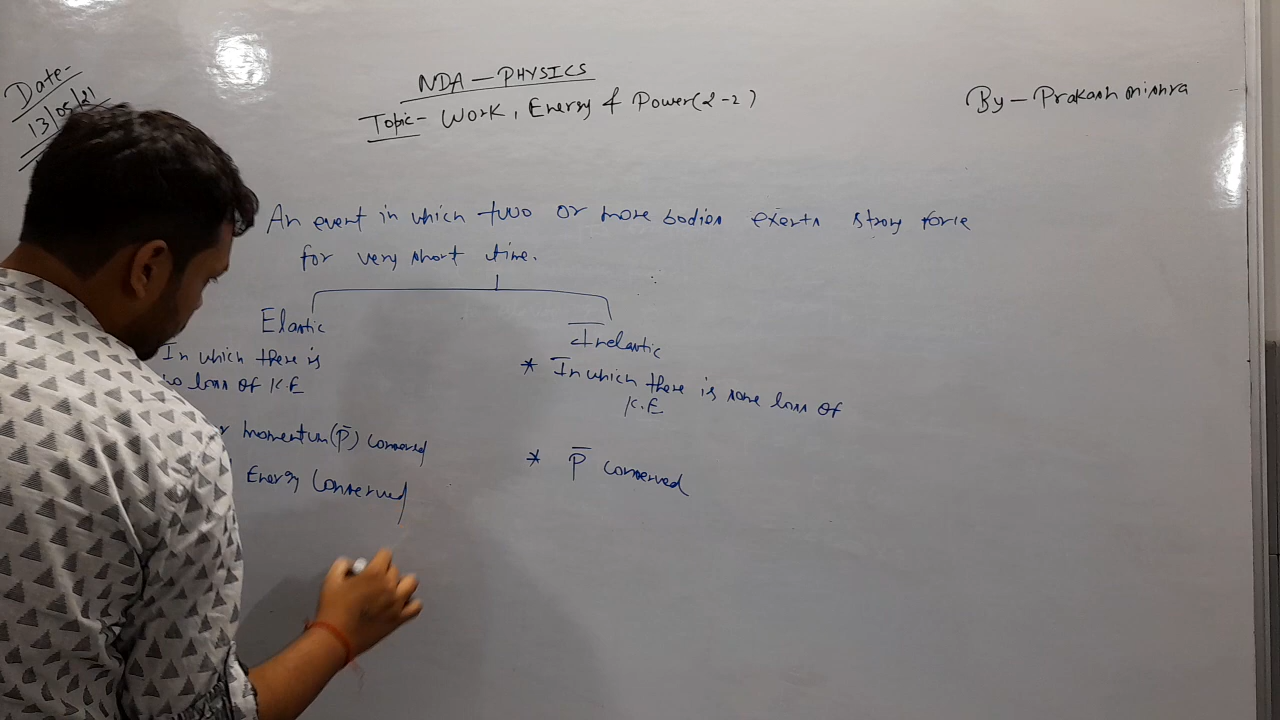 Date-
13/05/21
NDA - PHYSICS
Topic - Work, Energy & Power (2-2)
By - Prakash mishra
An event in which two or more bodies exerts strong force
for very short time.
Elastic
In which there is
no loss of K.E
momentum (p̄) conserved
Energy Conserved
Inelastic
* In which there is some loss of
K.E
* P̄ conserved